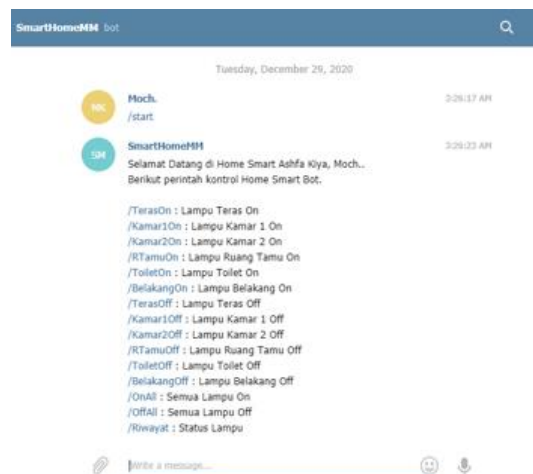 SmartHomeMM bot
Tuesday, December 29, 2020
MK
Moch. 3:26:17 AM
/start
SM
SmartHomeMM 3:26:23 AM
Selamat Datang di Home Smart Ashfa Kiya, Moch..
Berikut perintah kontrol Home Smart Bot.
/TerasOn : Lampu Teras On
/Kamar1On : Lampu Kamar 1 On
/Kamar2On : Lampu Kamar 2 On
/RTamuOn : Lampu Ruang Tamu On
/ToiletOn : Lampu Toilet On
/BelakangOn : Lampu Belakang On
/TerasOff : Lampu Teras Off
/Kamar1Off : Lampu Kamar 1 Off
/Kamar2Off : Lampu Kamar 2 Off
/RTamuOff : Lampu Ruang Tamu Off
/ToiletOff : Lampu Toilet Off
/BelakangOff : Lampu Belakang Off
/OnAll : Semua Lampu On
/OffAll : Semua Lampu Off
/Riwayat : Status Lampu
Write a message...